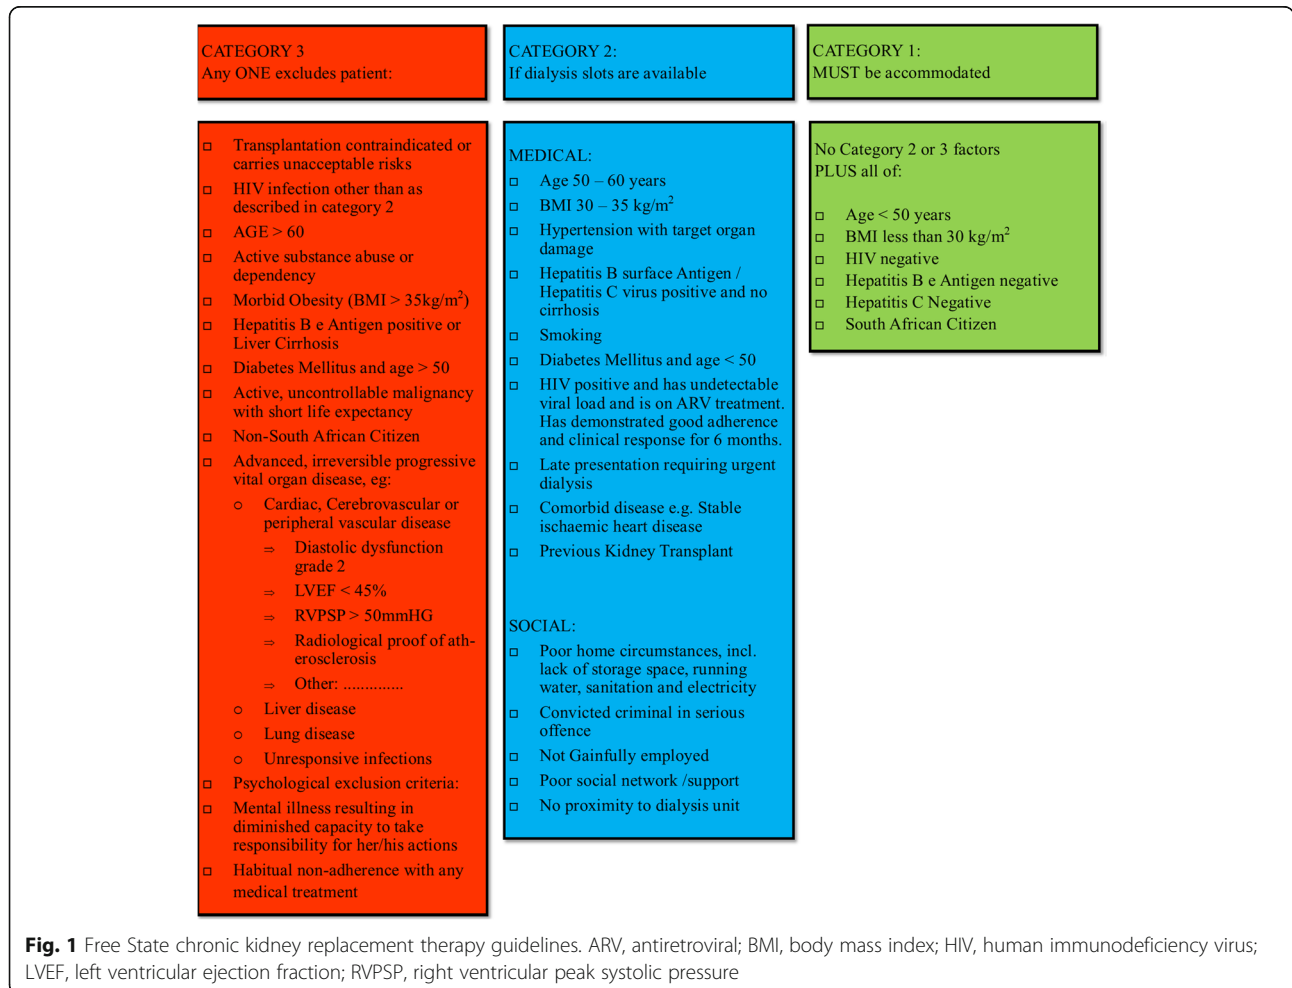 CATEGORY 3
Any ONE excludes patient:
□ Transplantation contraindicated or
carries unacceptable risks
□ HIV infection other than as
described in category 2
□ AGE > 60
□ Active substance abuse or
dependency
□ Morbid Obesity (BMI > 35kg/m²)
□ Hepatitis B e Antigen positive or
Liver Cirrhosis
□ Diabetes Mellitus and age > 50
□ Active, uncontrollable malignancy
with short life expectancy
□ Non-South African Citizen
□ Advanced, irreversible progressive
vital organ disease, eg:
○ Cardiac, Cerebrovascular or
peripheral vascular disease
⇒ Diastolic dysfunction
grade 2
⇒ LVEF < 45%
⇒ RVPSP > 50mmHG
⇒ Radiological proof of ath-
erosclerosis
⇒ Other: ..............
○ Liver disease
○ Lung disease
○ Unresponsive infections
□ Psychological exclusion criteria:
□ Mental illness resulting in
diminished capacity to take
responsibility for her/his actions
□ Habitual non-adherence with any
medical treatment
CATEGORY 2:
If dialysis slots are available
MEDICAL:
□ Age 50 – 60 years
□ BMI 30 – 35 kg/m²
□ Hypertension with target organ
damage
□ Hepatitis B surface Antigen /
Hepatitis C virus positive and no
cirrhosis
□ Smoking
□ Diabetes Mellitus and age < 50
□ HIV positive and has undetectable
viral load and is on ARV treatment.
Has demonstrated good adherence
and clinical response for 6 months.
□ Late presentation requiring urgent
dialysis
□ Comorbid disease e.g. Stable
ischaemic heart disease
□ Previous Kidney Transplant
SOCIAL:
□ Poor home circumstances, incl.
lack of storage space, running
water, sanitation and electricity
□ Convicted criminal in serious
offence
□ Not Gainfully employed
□ Poor social network /support
□ No proximity to dialysis unit
CATEGORY 1:
MUST be accommodated
No Category 2 or 3 factors
PLUS all of:
□ Age < 50 years
□ BMI less than 30 kg/m²
□ HIV negative
□ Hepatitis B e Antigen negative
□ Hepatitis C Negative
□ South African Citizen
Fig. 1 Free State chronic kidney replacement therapy guidelines. ARV, antiretroviral; BMI, body mass index; HIV, human immunodeficiency virus;
LVEF, left ventricular ejection fraction; RVPSP, right ventricular peak systolic pressure